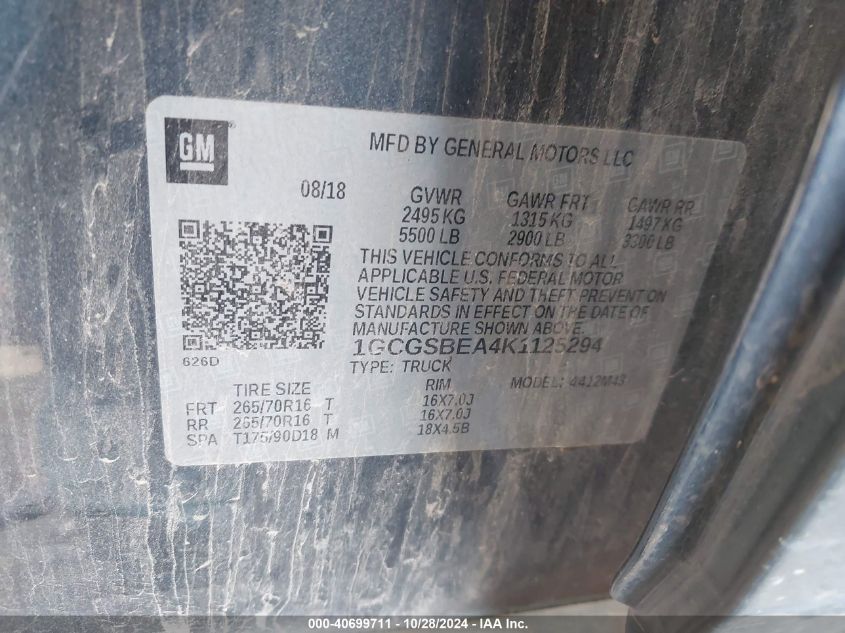 GM
MFD BY GENERAL MOTORS LLC
08/18
GVWR GAWR FRT GAWR RR
2495 KG 1315 KG 1497 KG
5500 LB 2900 LB 3300 LB
THIS VEHICLE CONFORMS TO ALL
APPLICABLE U.S. FEDERAL MOTOR
VEHICLE SAFETY AND THEFT PREVENTION
STANDARDS IN EFFECT ON THE DATE OF
MANUFACTURE SHOWN ABOVE.
1GCGSBEA4K1125294
626D
TYPE: TRUCK MODEL: 4412M43
TIRE SIZE RIM
FRT 265/70R16 T 16X7.0J
RR 265/70R16 T 16X7.0J
SPA T175/90D18 M 18X4.5B
000-40699711 - 10/28/2024 - IAA Inc.